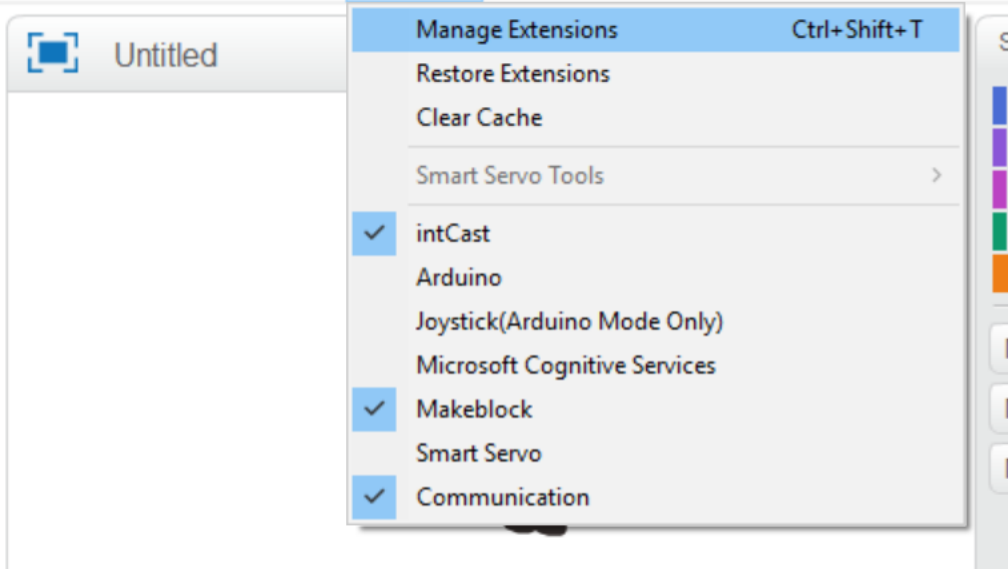 Untitled
Manage Extensions Ctrl+Shift+T
Restore Extensions
Clear Cache
Smart Servo Tools
intCast
Arduino
Joystick(Arduino Mode Only)
Microsoft Cognitive Services
Makeblock
Smart Servo
Communication